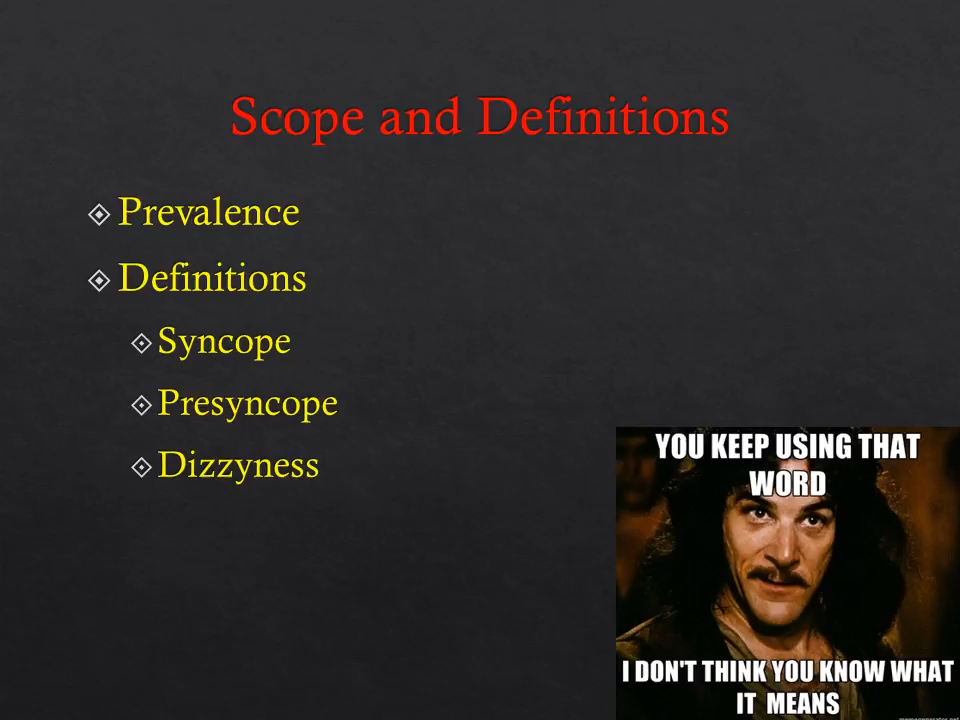 Scope and Definitions
Prevalence
Definitions
Syncope
Presyncope
Dizzyness
YOU KEEP USING THAT
WORD
I DON'T THINK YOU KNOW WHAT
IT MEANS